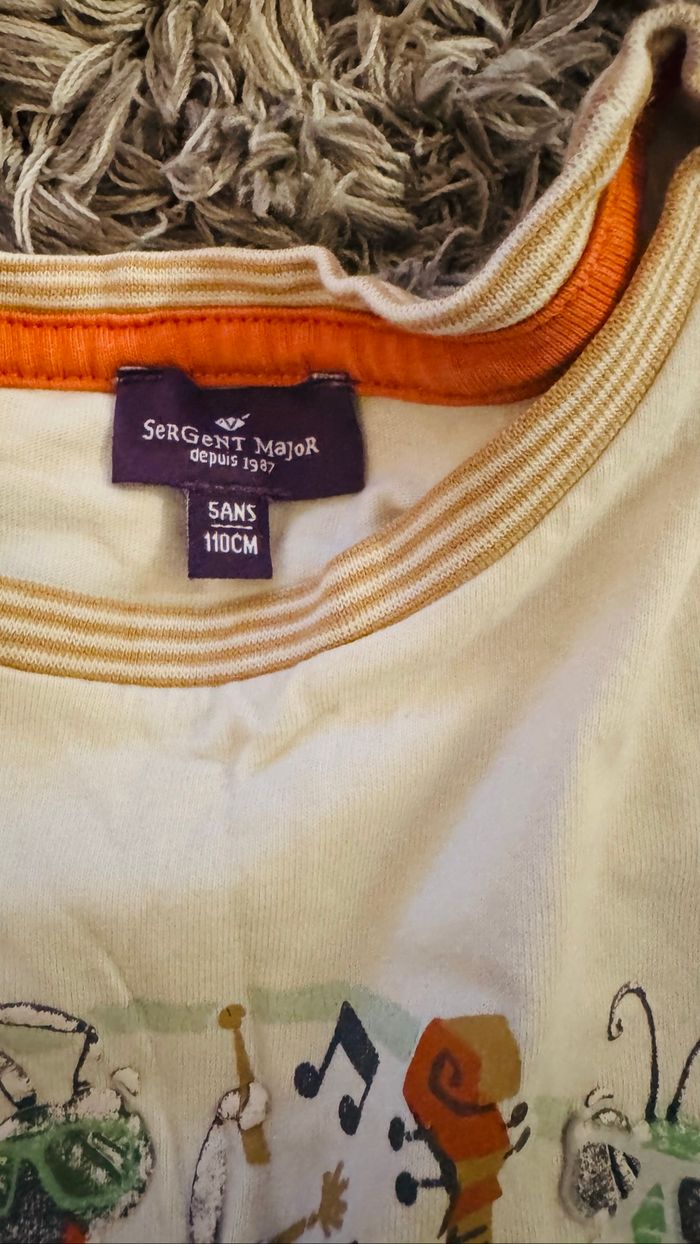 SeRGeNT MaJoR
depuis 1987
5ANS
110CM